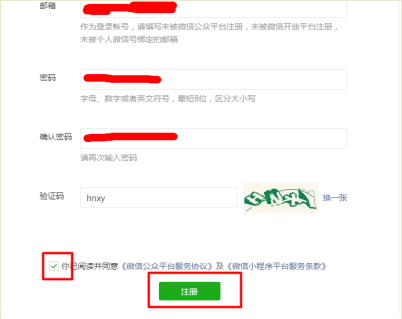 邮箱
作为登录帐号，请填写未被微信公众平台注册，未被微信开放平台注册，
未被个人微信号绑定的邮箱
密码
字母、数字或者英文符号，最短8位，区分大小写
确认密码
请再次输入密码
验证码 hnxy 换一张
你已阅读并同意《微信公众平台服务协议》及《微信小程序平台服务条款》
注册